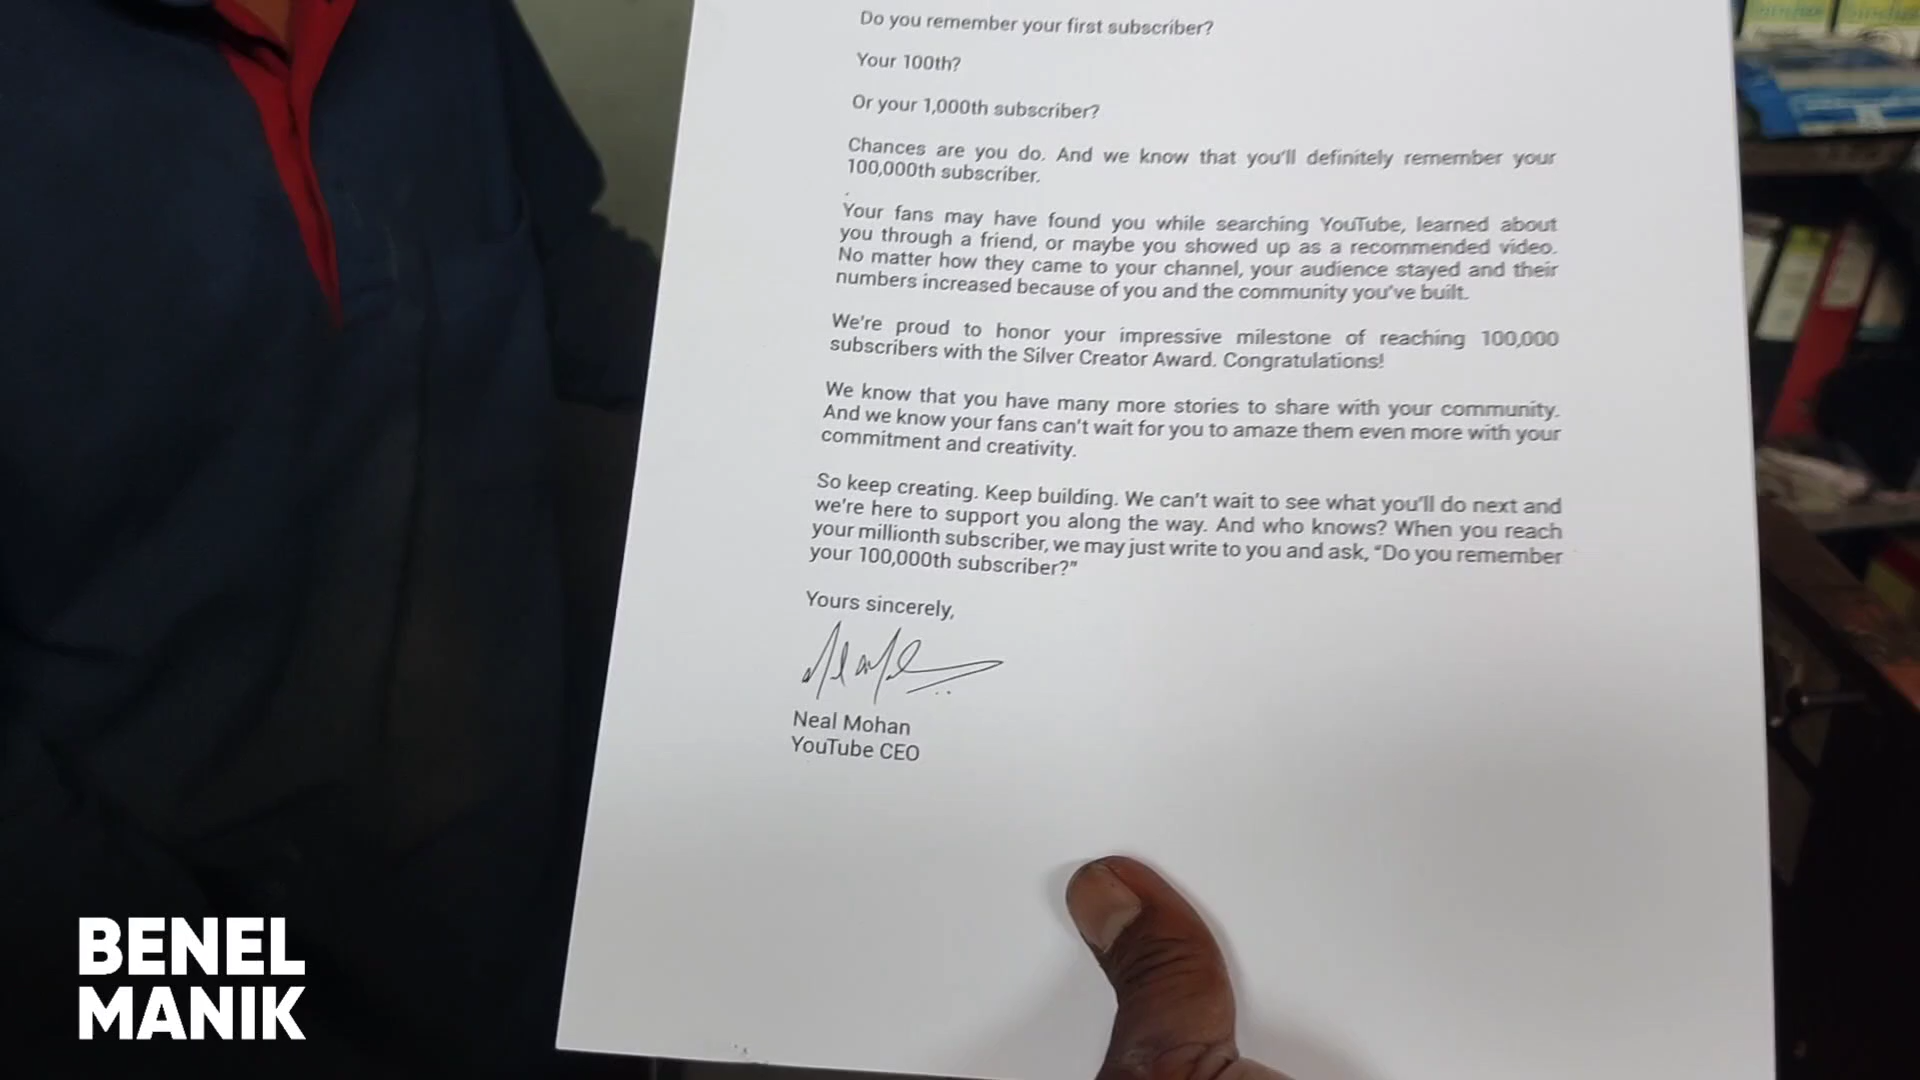 Do you remember your first subscriber?
Your 100th?
Or your 1,000th subscriber?
Chances are you do. And we know that you'll definitely remember your
100,000th subscriber.
Your fans may have found you while searching YouTube, learned about
you through a friend, or maybe you showed up as a recommended video.
No matter how they came to your channel, your audience stayed and their
numbers increased because of you and the community you've built.
We're proud to honor your impressive milestone of reaching 100,000
subscribers with the Silver Creator Award. Congratulations!
We know that you have many more stories to share with your community.
And we know your fans can't wait for you to amaze them even more with your
commitment and creativity.
So keep creating. Keep building. We can't wait to see what you'll do next and
we're here to support you along the way. And who knows? When you reach
your millionth subscriber, we may just write to you and ask, “Do you remember
your 100,000th subscriber?”
Yours sincerely,
Neal Mohan
YouTube CEO
BENEL
MANIK